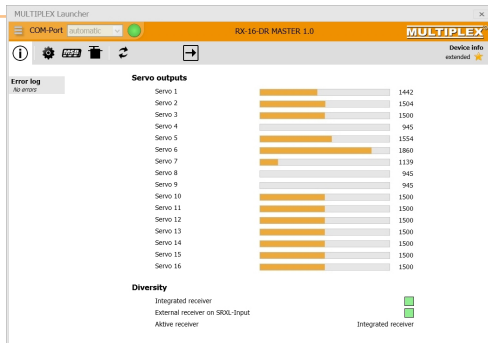 MULTIPLEX Launcher
COM-Port automatic RX-16-DR MASTER 1.0 MULTIPLEX
MSB
Device info
extended
Error log
No errors
Servo outputs
Servo 1 1442
Servo 2 1504
Servo 3 1500
Servo 4 945
Servo 5 1554
Servo 6 1860
Servo 7 1139
Servo 8 945
Servo 9 945
Servo 10 1500
Servo 11 1500
Servo 12 1500
Servo 13 1500
Servo 14 1500
Servo 15 1500
Servo 16 1500
Diversity
Integrated receiver
External receiver on SRXL-Input
Aktive receiver Integrated receiver